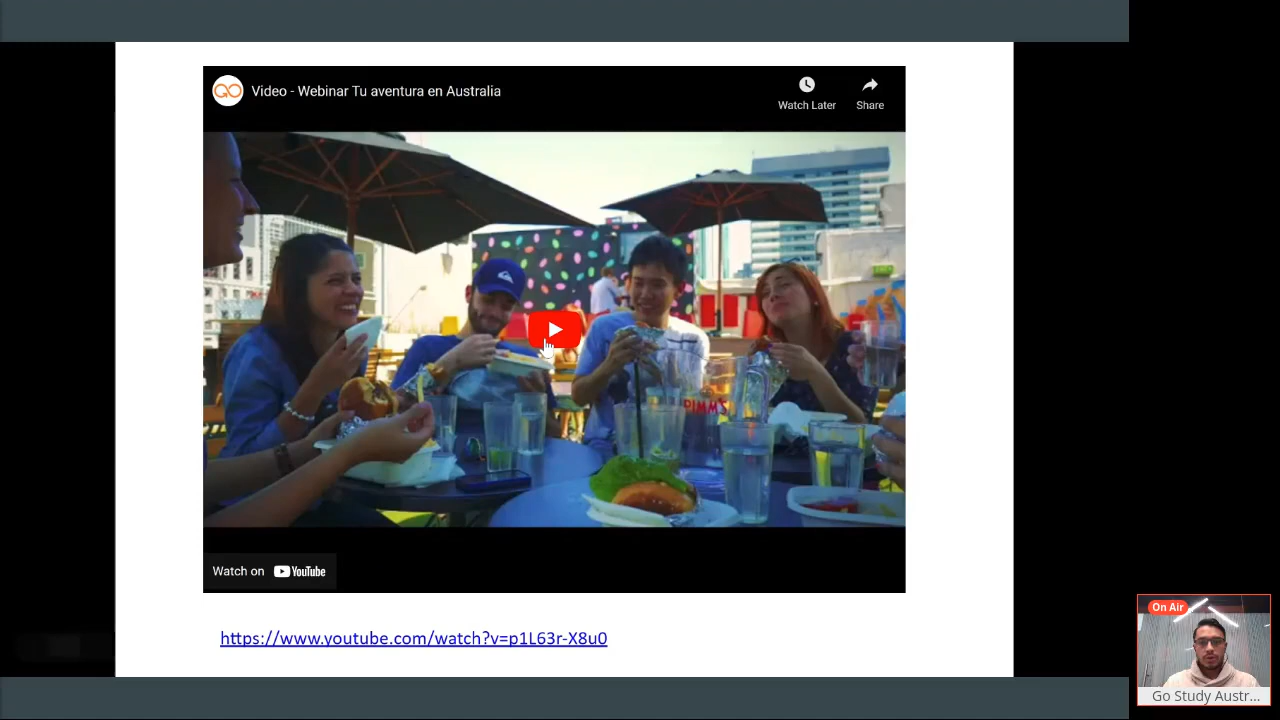 Video - Webinar Tu aventura en Australia
Watch Later
Share
PIMM'S
Watch on YouTube
https://www.youtube.com/watch?v=p1L63r-X8u0
On Air
Go Study Austr...